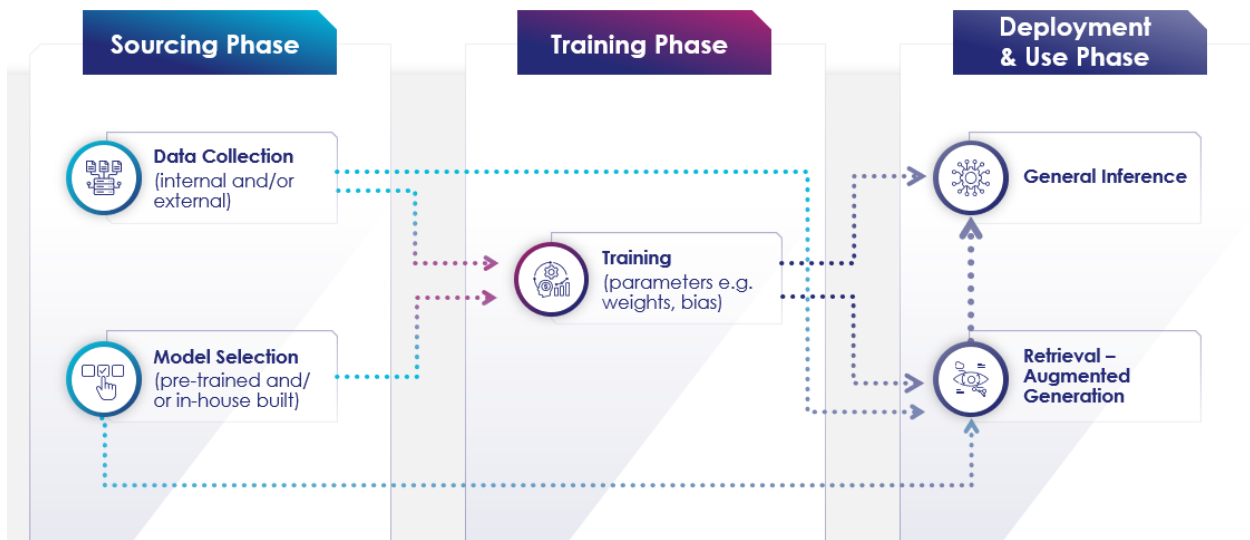 Sourcing Phase
Training Phase
Deployment
& Use Phase
Data Collection
(internal and/or
external)
Model Selection
(pre-trained and/
or in-house built)
Training
(parameters e.g.
weights, bias)
General Inference
Retrieval –
Augmented
Generation